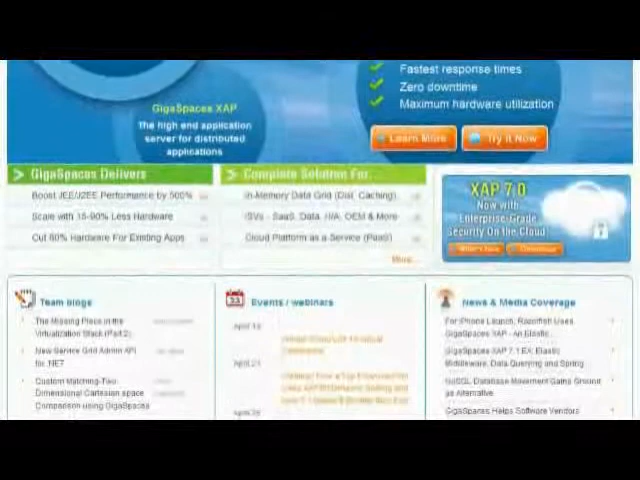 Fastest response times
Zero downtime
Maximum hardware utilization
GigaSpaces XAP
The high end application
server for distributed
applications
Learn More
Try It Now
GigaSpaces Delivers
Boost JEE/J2EE Performance by 500%
Scale with 15-90% Less Hardware
Cut 80% Hardware For Existing Apps
Complete Solution For...
In-Memory Data Grid (Dist. Caching)
ISVs - SaaS, Data, HA, OEM & More
Cloud Platform as a Service (PaaS)
More
XAP 7.0
Now with
Enterprise-Grade
Security On the Cloud
Team blogs
The Missing Piece in the
Virtualization Stack (Part 2)
New Service Grid Admin API
for .NET
Custom Matching-Two
Dimensional Cartesian space
Comparison using GigaSpaces
Events / webinars
April
April
April
News & Media Coverage
For iPhone Launch, Razorfish Uses
GigaSpaces XAP - An Elastic
GigaSpaces XAP 7.1 EX: Elastic
Middleware, Data Querying and Spring
NoSQL Database Movement Gains Ground
as Alternative
GigaSpaces Helps Software Vendors